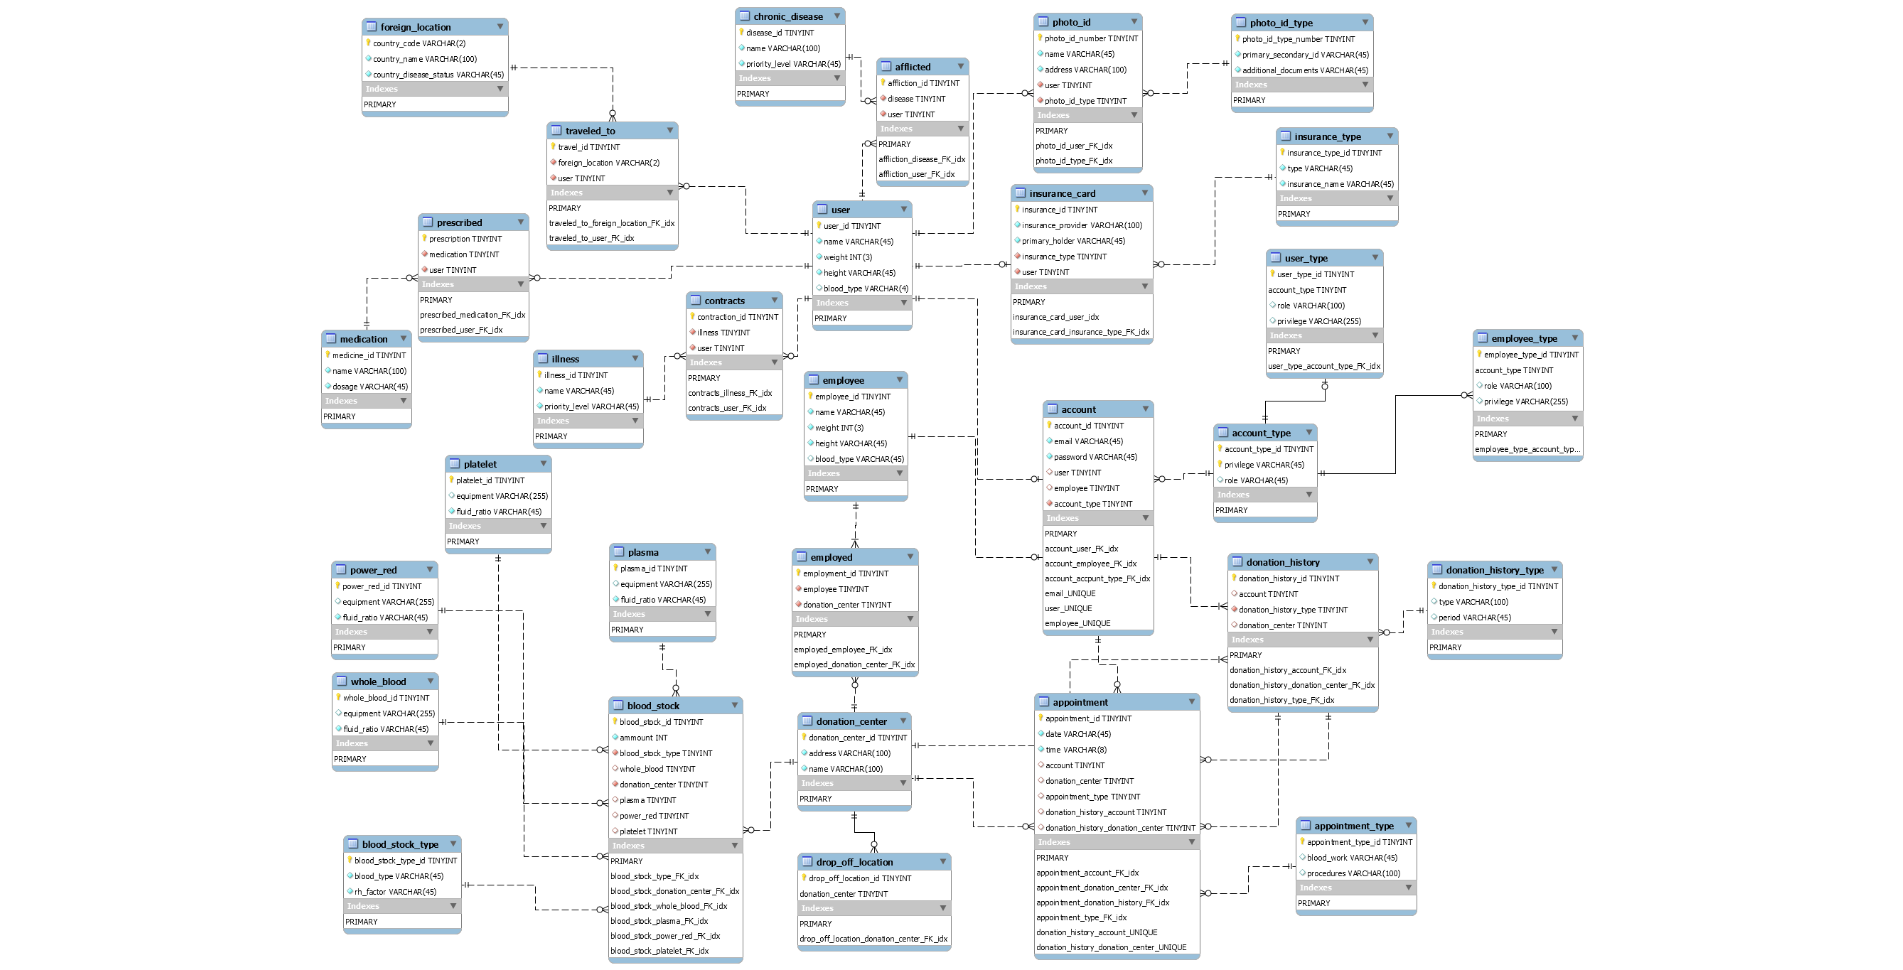 foreign_location
country_code VARCHAR(2)
country_name VARCHAR(100)
country_disease_status VARCHAR(45)
Indexes
PRIMARY
chronic_disease
disease_id TINYINT
name VARCHAR(100)
priority_level VARCHAR(45)
Indexes
PRIMARY
afflicted
affliction_id TINYINT
disease TINYINT
user TINYINT
Indexes
PRIMARY
affliction_disease_FK_idx
affliction_user_FK_idx
photo_id
photo_id_number TINYINT
name VARCHAR(45)
address VARCHAR(100)
user TINYINT
photo_id_type TINYINT
Indexes
PRIMARY
photo_id_user_FK_idx
photo_id_type_FK_idx
photo_id_type
photo_id_type_number TINYINT
primary_secondary_id VARCHAR(45)
additional_documents VARCHAR(45)
Indexes
PRIMARY
traveled_to
travel_id TINYINT
foreign_location VARCHAR(2)
user TINYINT
Indexes
PRIMARY
traveled_to_foreign_location_FK_idx
traveled_to_user_FK_idx
insurance_type
insurance_type_id TINYINT
type VARCHAR(45)
insurance_name VARCHAR(45)
Indexes
PRIMARY
prescribed
prescription TINYINT
medication TINYINT
user TINYINT
Indexes
PRIMARY
prescribed_medication_FK_idx
prescribed_user_FK_idx
user
user_id TINYINT
name VARCHAR(45)
weight INT(3)
height VARCHAR(45)
blood_type VARCHAR(4)
Indexes
PRIMARY
insurance_card
insurance_id TINYINT
insurance_provider VARCHAR(100)
primary_holder VARCHAR(45)
insurance_type TINYINT
user TINYINT
Indexes
PRIMARY
insurance_card_user_idx
insurance_card_insurance_type_FK_idx
user_type
user_type_id TINYINT
account_type TINYINT
role VARCHAR(100)
privilege VARCHAR(255)
Indexes
PRIMARY
user_type_account_type_FK_idx
contracts
contraction_id TINYINT
illness TINYINT
user TINYINT
Indexes
PRIMARY
contracts_illness_FK_idx
contracts_user_FK_idx
medication
medicine_id TINYINT
name VARCHAR(100)
dosage VARCHAR(45)
Indexes
PRIMARY
illness
illness_id TINYINT
name VARCHAR(45)
priority_level VARCHAR(45)
Indexes
PRIMARY
employee_type
employee_type_id TINYINT
account_type TINYINT
role VARCHAR(100)
privilege VARCHAR(255)
Indexes
PRIMARY
employee_type_account_typ...
employee
employee_id TINYINT
name VARCHAR(45)
weight INT(3)
height VARCHAR(45)
blood_type VARCHAR(45)
Indexes
PRIMARY
account
account_id TINYINT
email VARCHAR(45)
password VARCHAR(45)
user TINYINT
employee TINYINT
account_type TINYINT
Indexes
PRIMARY
account_user_FK_idx
account_employee_FK_idx
account_accpunt_type_FK_idx
email_UNIQUE
user_UNIQUE
employee_UNIQUE
account_type
account_type_id TINYINT
privilege VARCHAR(45)
role VARCHAR(45)
Indexes
PRIMARY
platelet
platelet_id TINYINT
equipment VARCHAR(255)
fluid_ratio VARCHAR(45)
Indexes
PRIMARY
plasma
plasma_id TINYINT
equipment VARCHAR(255)
fluid_ratio VARCHAR(45)
Indexes
PRIMARY
employed
employment_id TINYINT
employee TINYINT
donation_center TINYINT
Indexes
PRIMARY
employed_employee_FK_idx
employed_donation_center_FK_idx
donation_history
donation_history_id TINYINT
account TINYINT
donation_history_type TINYINT
donation_center TINYINT
Indexes
PRIMARY
donation_history_account_FK_idx
donation_history_donation_center_FK_idx
donation_history_type_FK_idx
donation_history_type
donation_history_type_id TINYINT
type VARCHAR(100)
period VARCHAR(45)
Indexes
PRIMARY
power_red
power_red_id TINYINT
equipment VARCHAR(255)
fluid_ratio VARCHAR(45)
Indexes
PRIMARY
whole_blood
whole_blood_id TINYINT
equipment VARCHAR(255)
fluid_ratio VARCHAR(45)
Indexes
PRIMARY
blood_stock
blood_stock_id TINYINT
ammount INT
blood_stock_type TINYINT
whole_blood TINYINT
donation_center TINYINT
plasma TINYINT
power_red TINYINT
platelet TINYINT
Indexes
PRIMARY
blood_stock_type_FK_idx
blood_stock_donation_center_FK_idx
blood_stock_whole_blood_FK_idx
blood_stock_plasma_FK_idx
blood_stock_power_red_FK_idx
blood_stock_platelet_FK_idx
donation_center
donation_center_id TINYINT
address VARCHAR(100)
name VARCHAR(100)
Indexes
PRIMARY
appointment
appointment_id TINYINT
date VARCHAR(45)
time VARCHAR(8)
account TINYINT
donation_center TINYINT
appointment_type TINYINT
donation_history_account TINYINT
donation_history_donation_center TINYINT
Indexes
PRIMARY
appointment_account_FK_idx
appointment_donation_center_FK_idx
appointment_donation_history_FK_idx
appointment_type_FK_idx
donation_history_account_UNIQUE
donation_history_donation_center_UNIQUE
blood_stock_type
blood_stock_type_id TINYINT
blood_type VARCHAR(45)
rh_factor VARCHAR(45)
Indexes
PRIMARY
drop_off_location
drop_off_location_id TINYINT
donation_center TINYINT
Indexes
PRIMARY
drop_off_location_donation_center_FK_idx
appointment_type
appointment_type_id TINYINT
blood_work VARCHAR(45)
procedures VARCHAR(100)
Indexes
PRIMARY